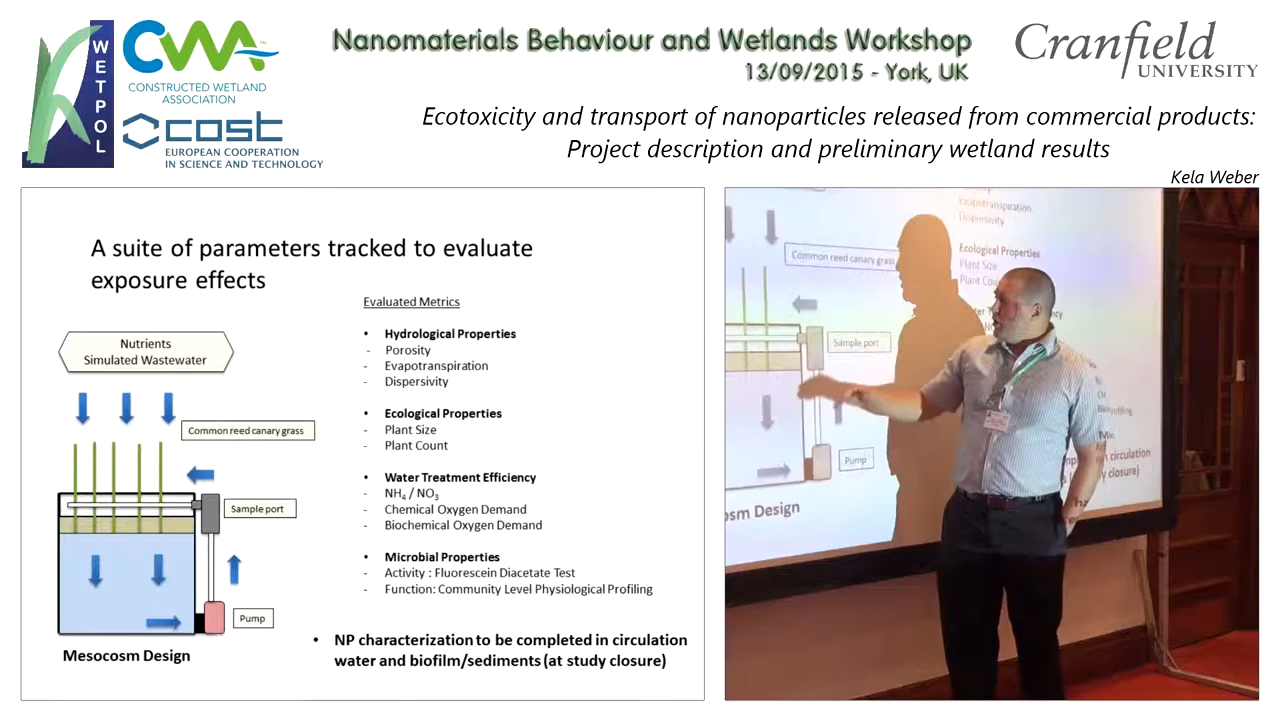 WETPOL
CWA
CONSTRUCTED WETLAND
ASSOCIATION
cost
EUROPEAN COOPERATION
IN SCIENCE AND TECHNOLOGY
Nanomaterials Behaviour and Wetlands Workshop
13/09/2015 - York, UK
Cranfield
UNIVERSITY
Ecotoxicity and transport of nanoparticles released from commercial products:
Project description and preliminary wetland results
Kela Weber
A suite of parameters tracked to evaluate
exposure effects
Nutrients
Simulated Wastewater
Common reed canary grass
Sample port
Pump
Mesocosm Design
Evaluated Metrics
• Hydrological Properties
- Porosity
- Evapotranspiration
- Dispersivity
• Ecological Properties
- Plant Size
- Plant Count
• Water Treatment Efficiency
- NH4 / NO3
- Chemical Oxygen Demand
- Biochemical Oxygen Demand
• Microbial Properties
- Activity : Fluorescein Diacetate Test
- Function: Community Level Physiological Profiling
• NP characterization to be completed in circulation
water and biofilm/sediments (at study closure)
Evapotranspiration
Dispersivity
Ecological Properties
Plant Size
Plant Cou
Common reed canary gras
Sample port
Pump
osm Design
circulation
y closure)